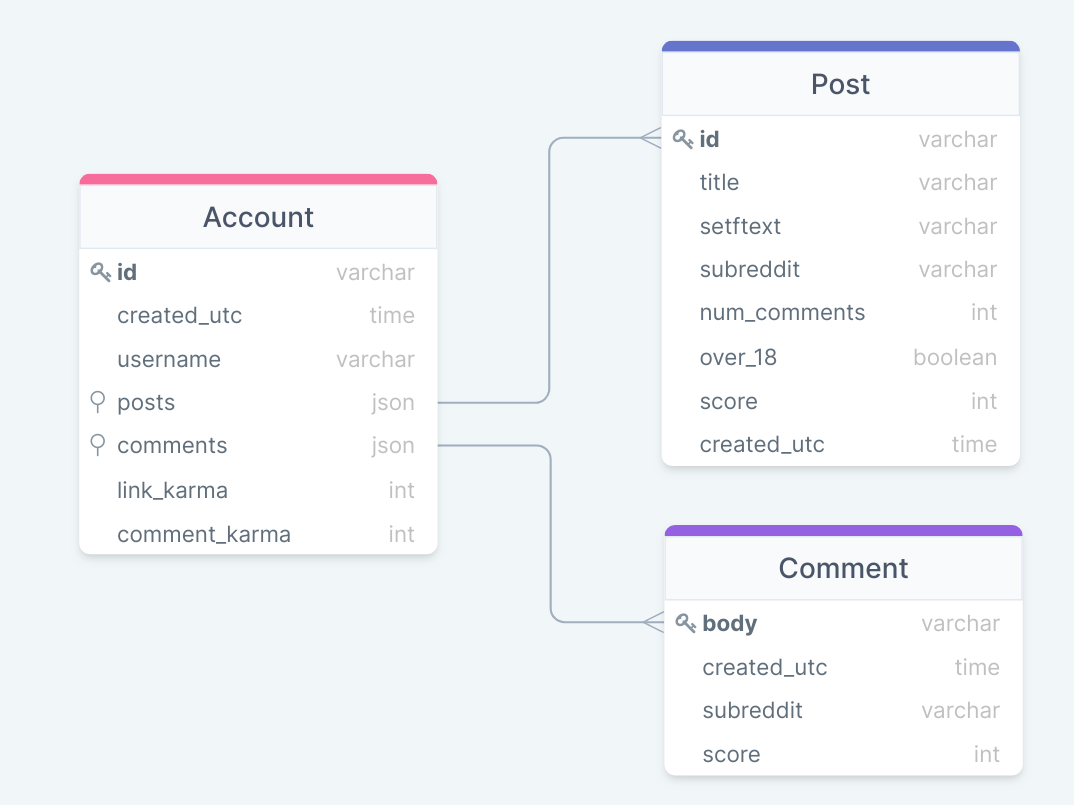 Account
id varchar
created_utc time
username varchar
posts json
comments json
link_karma int
comment_karma int
Post
id varchar
title varchar
setftext varchar
subreddit varchar
num_comments int
over_18 boolean
score int
created_utc time
Comment
body varchar
created_utc time
subreddit varchar
score int